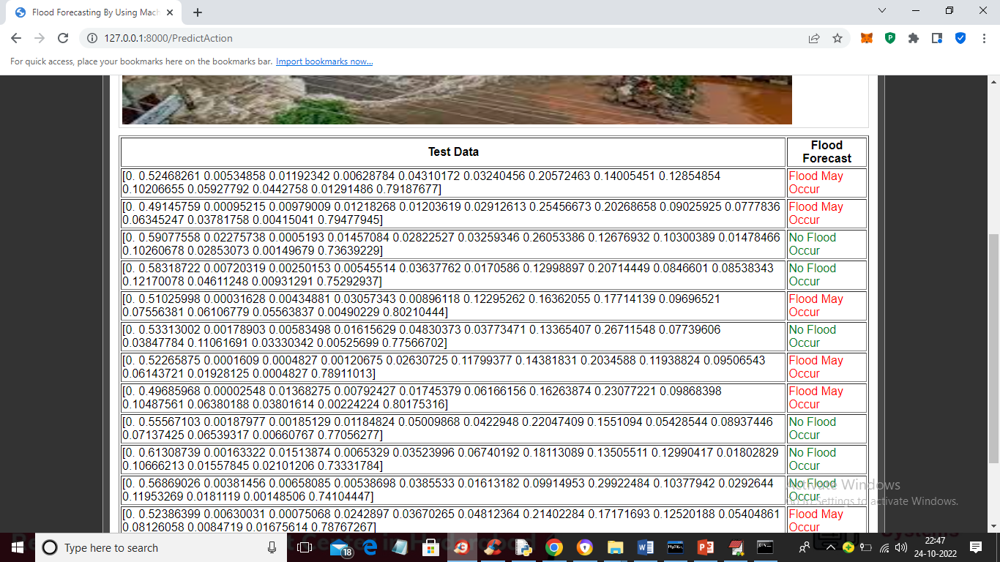 Flood Forecasting By Using Mach
127.0.0.1:8000/PredictAction
For quick access, place your bookmarks here on the bookmarks bar. Import bookmarks now...
Test Data
Flood
Forecast
[0. 0.52468261 0.00534858 0.01192342 0.00628784 0.04310172 0.03240456 0.20572463 0.14005451 0.12854854
0.10206655 0.05927792 0.0442758 0.01291486 0.79187677]
Flood May
Occur
[0. 0.49145759 0.00095215 0.00979009 0.01218268 0.01203619 0.02912613 0.25456673 0.20268658 0.09025925 0.0777836
0.06345247 0.03781758 0.00415041 0.79477945]
Flood May
Occur
[0. 0.59077558 0.02275738 0.0005193 0.01457084 0.02822527 0.03259346 0.26053386 0.12676932 0.10300389 0.01478466
0.10260678 0.02853073 0.00149679 0.73639229]
No Flood
Occur
[0. 0.58318722 0.00720319 0.00250153 0.00545514 0.03637762 0.0170586 0.12998897 0.20714449 0.0846601 0.08538343
0.12170078 0.04611248 0.00931291 0.75292937]
No Flood
Occur
[0. 0.51025998 0.00031628 0.00434881 0.03057343 0.00896118 0.12295262 0.16362055 0.17714139 0.09696521
0.07556381 0.06106779 0.05563837 0.00490229 0.80210444]
Flood May
Occur
[0. 0.53313002 0.00178903 0.00583498 0.01615629 0.04830373 0.03773471 0.13365407 0.26711548 0.07739606
0.03847784 0.11061691 0.03330342 0.00525699 0.77566702]
No Flood
Occur
[0. 0.52265875 0.0001609 0.0004827 0.00120675 0.02630725 0.11799377 0.14381831 0.2034588 0.11938824 0.09506543
0.06143721 0.01928125 0.0004827 0.78911013]
Flood May
Occur
[0. 0.49685968 0.00002548 0.01368275 0.00792427 0.01745379 0.06166156 0.16263874 0.23077221 0.09868398
0.10487561 0.06380188 0.03801614 0.00224224 0.80175316]
Flood May
Occur
[0. 0.55567103 0.00187977 0.00185129 0.01184824 0.05009868 0.0422948 0.22047409 0.1551094 0.05428544 0.08937446
0.07137425 0.06539317 0.00660767 0.77056277]
No Flood
Occur
[0. 0.61308739 0.00163322 0.01513874 0.0065329 0.03523996 0.06740192 0.18113089 0.13505511 0.12990417 0.01802829
0.10666213 0.01557845 0.02101206 0.73331784]
No Flood
Occur
[0. 0.56869026 0.00381456 0.00658085 0.00538698 0.0385533 0.01613182 0.09914953 0.29922484 0.10377942 0.0292644
0.11953269 0.0181119 0.00148506 0.74104447]
No Flood
Occur
Activate Windows
Go to Settings to activate Windows.
[0. 0.52386399 0.00630031 0.00075068 0.0242897 0.03670265 0.04812364 0.21402284 0.17171693 0.12520188 0.05404861
0.08126058 0.0084719 0.01675614 0.78767267]
Flood May
Occur
Type here to search
18
22:47
24-10-2022